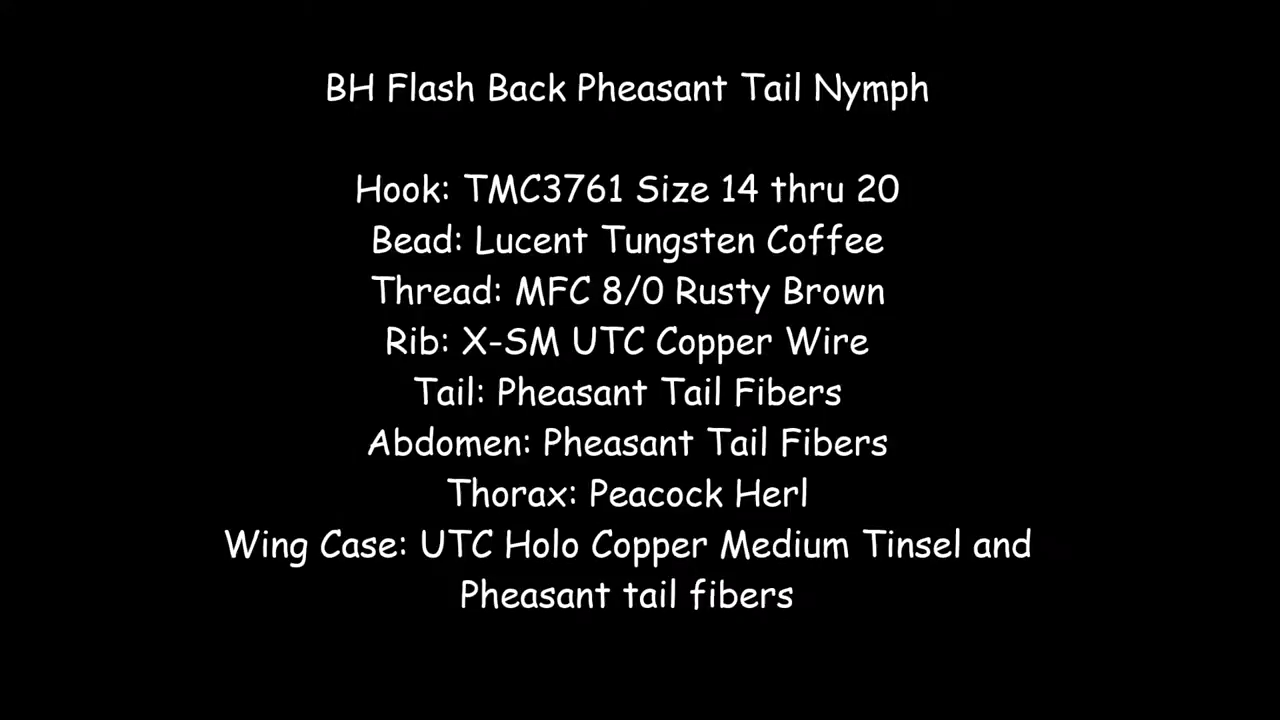 BH Flash Back Pheasant Tail Nymph
Hook: TMC3761 Size 14 thru 20
Bead: Lucent Tungsten Coffee
Thread: MFC 8/0 Rusty Brown
Rib: X-SM UTC Copper Wire
Tail: Pheasant Tail Fibers
Abdomen: Pheasant Tail Fibers
Thorax: Peacock Herl
Wing Case: UTC Holo Copper Medium Tinsel and
Pheasant tail fibers